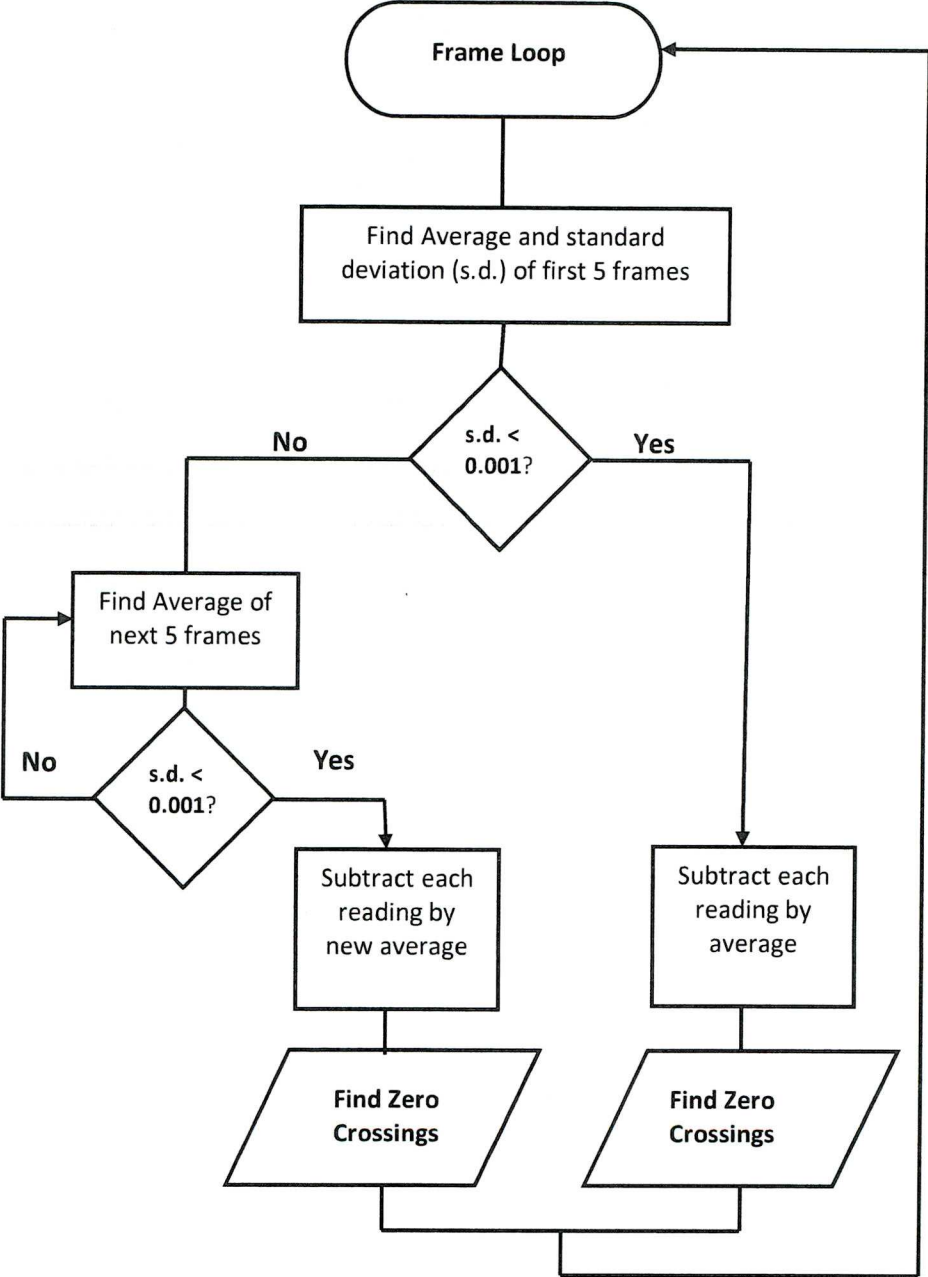 Frame Loop
Find Average and standard
deviation (s.d.) of first 5 frames
s.d. <
0.001?
No
Yes
Find Average of
next 5 frames
s.d. <
0.001?
No
Yes
Subtract each
reading by
new average
Subtract each
reading by
average
Find Zero
Crossings
Find Zero
Crossings